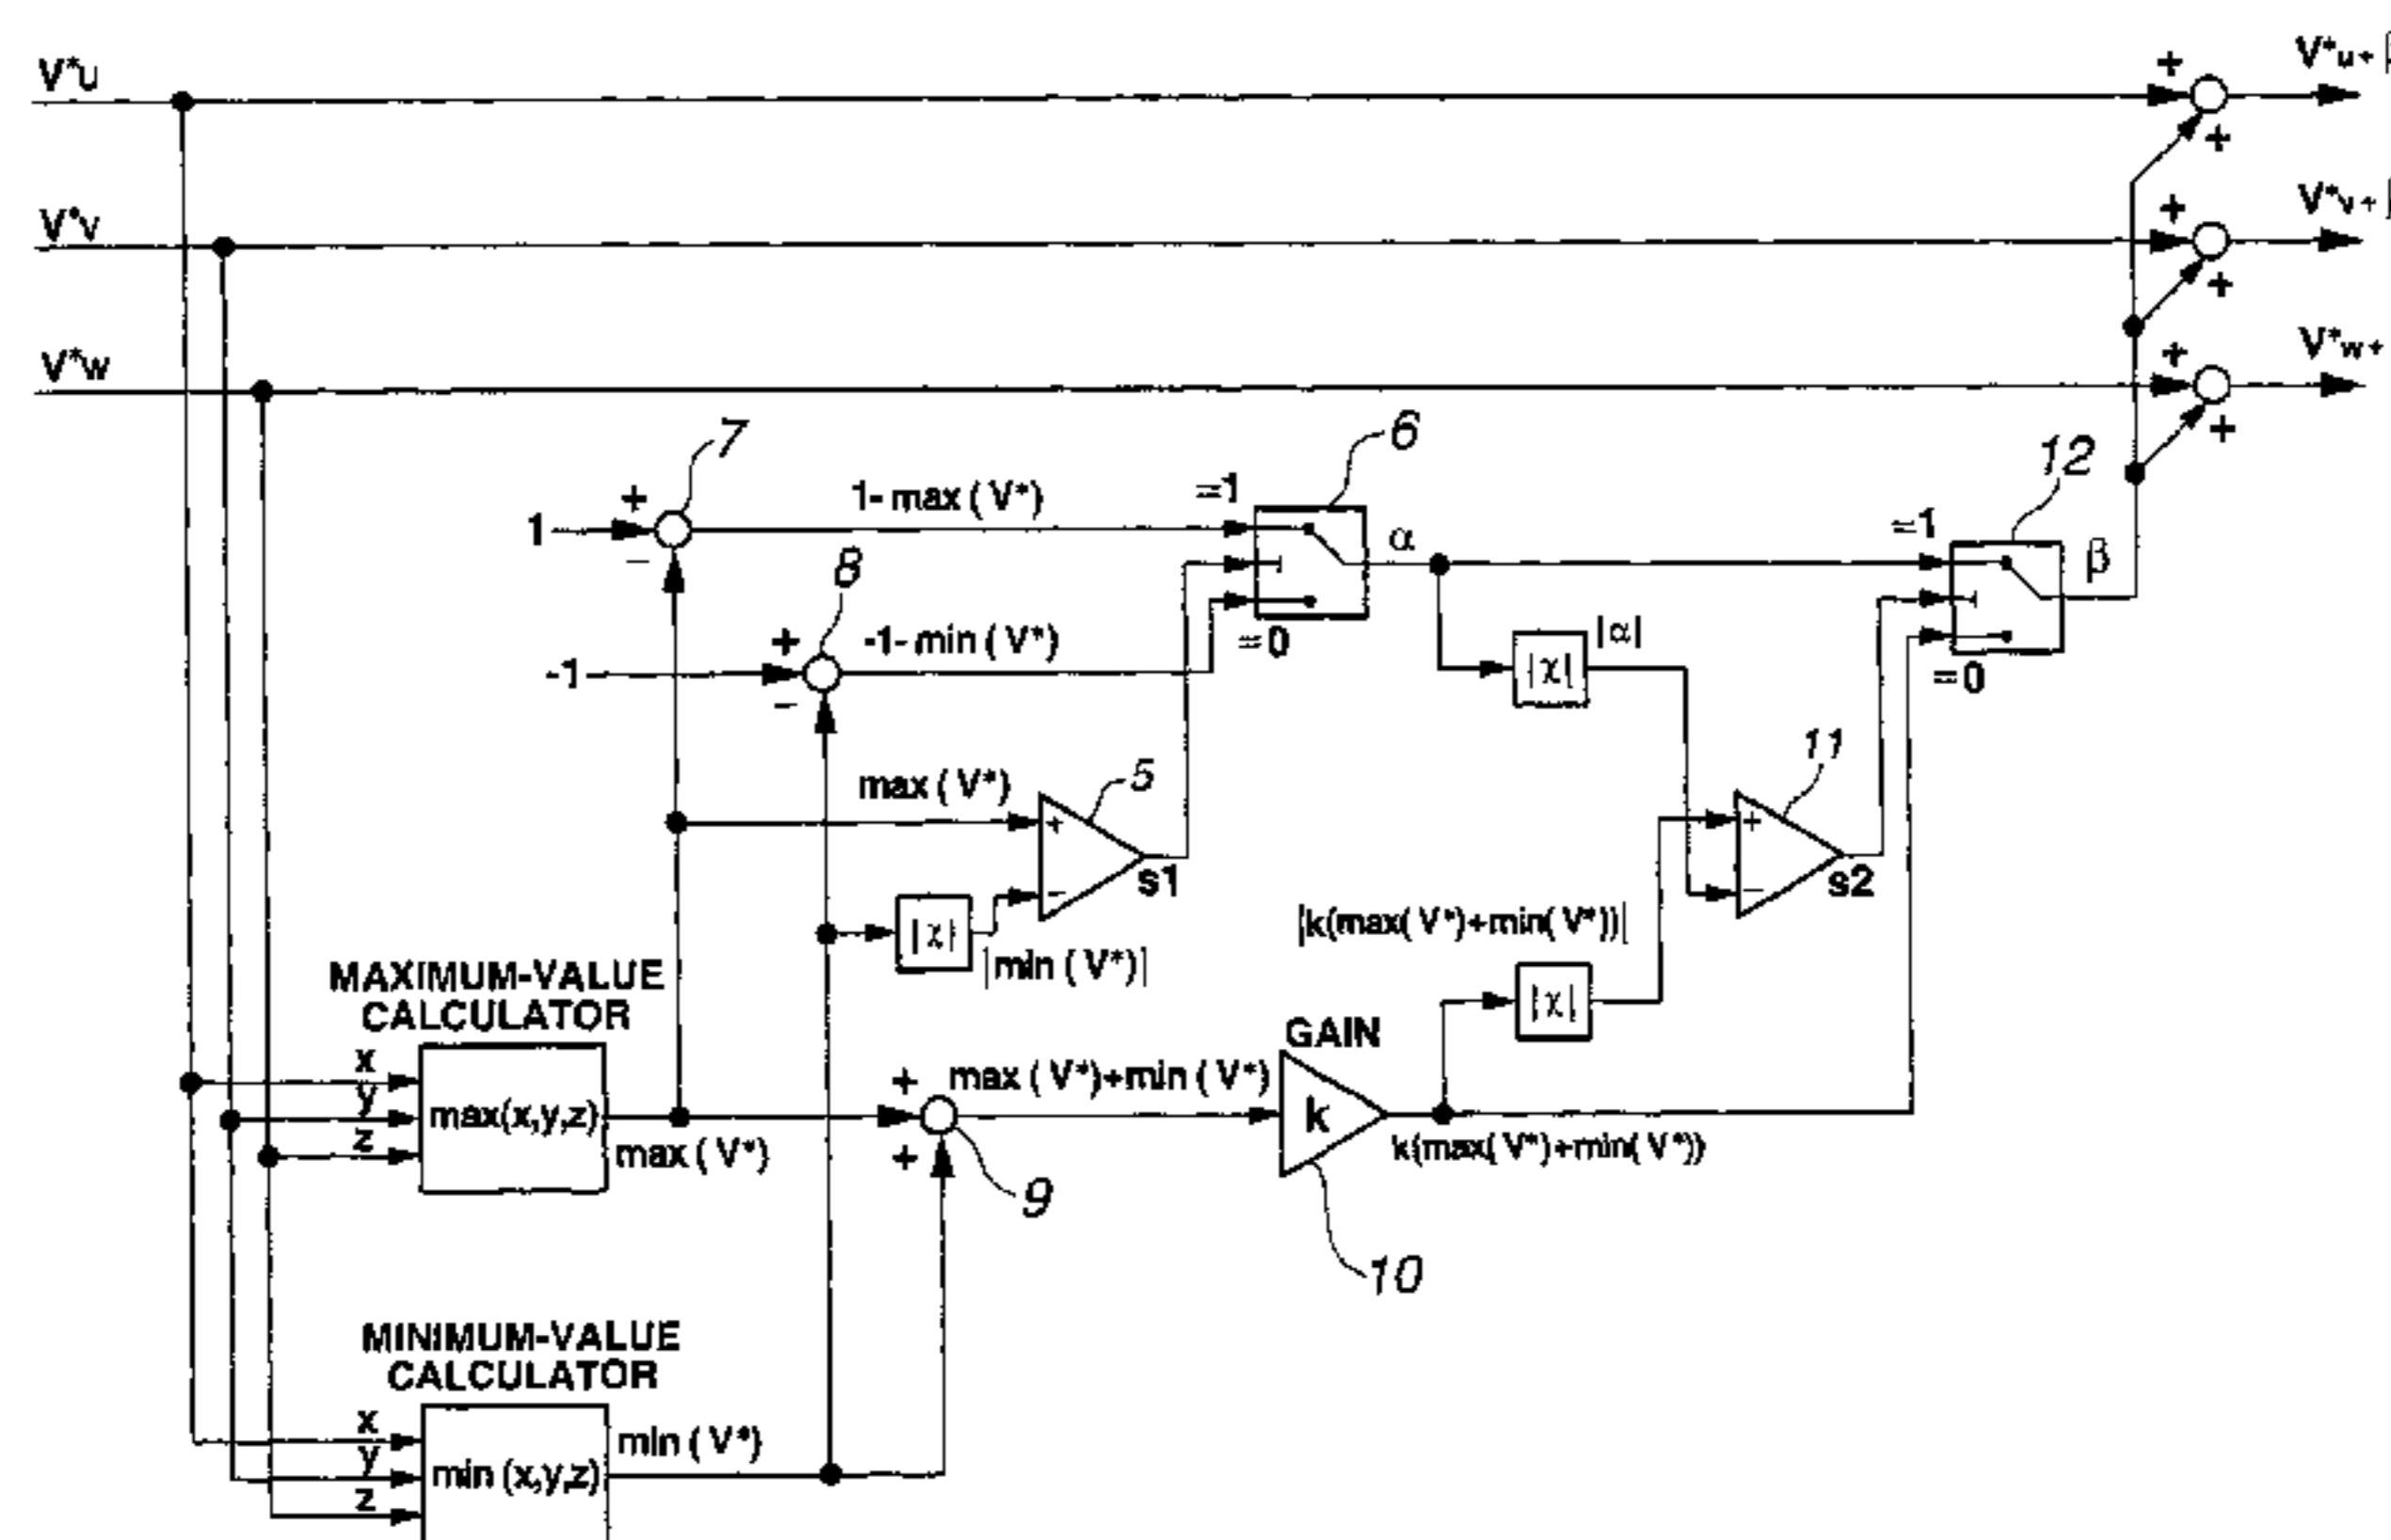 V*u
V*v
V*w
+
+
V*u+
+
+
V*v+
+
+
V*w+
7
6
12
1
+
−
1- max ( V*)
=1
α
=1
β
8
-1
+
−
-1- min ( V*)
=0
|χ|
|α|
=0
max ( V*)
5
+
−
s1
11
+
−
s2
|χ|
|min ( V*)|
|k(max( V*)+min( V*))|
|χ|
MAXIMUM-VALUE
CALCULATOR
x
y
z
max(x,y,z)
max ( V*)
+
+
9
max ( V*)+min ( V*)
GAIN
k
10
k(max( V*)+min( V*))
MINIMUM-VALUE
CALCULATOR
x
y
z
min (x,y,z)
min ( V*)